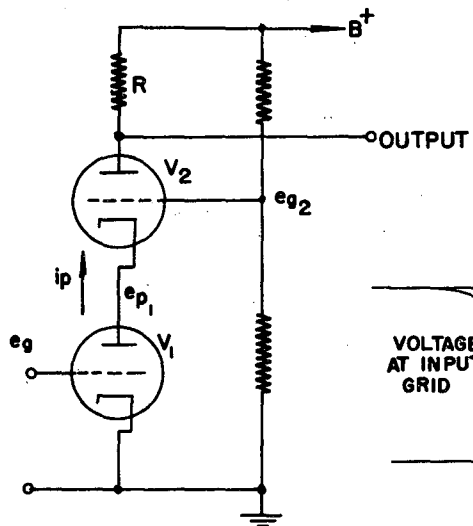 B+
R
OUTPUT
V2
eg2
ip
ep1
eg
V1
VOLTAGE
AT INPUT
GRID